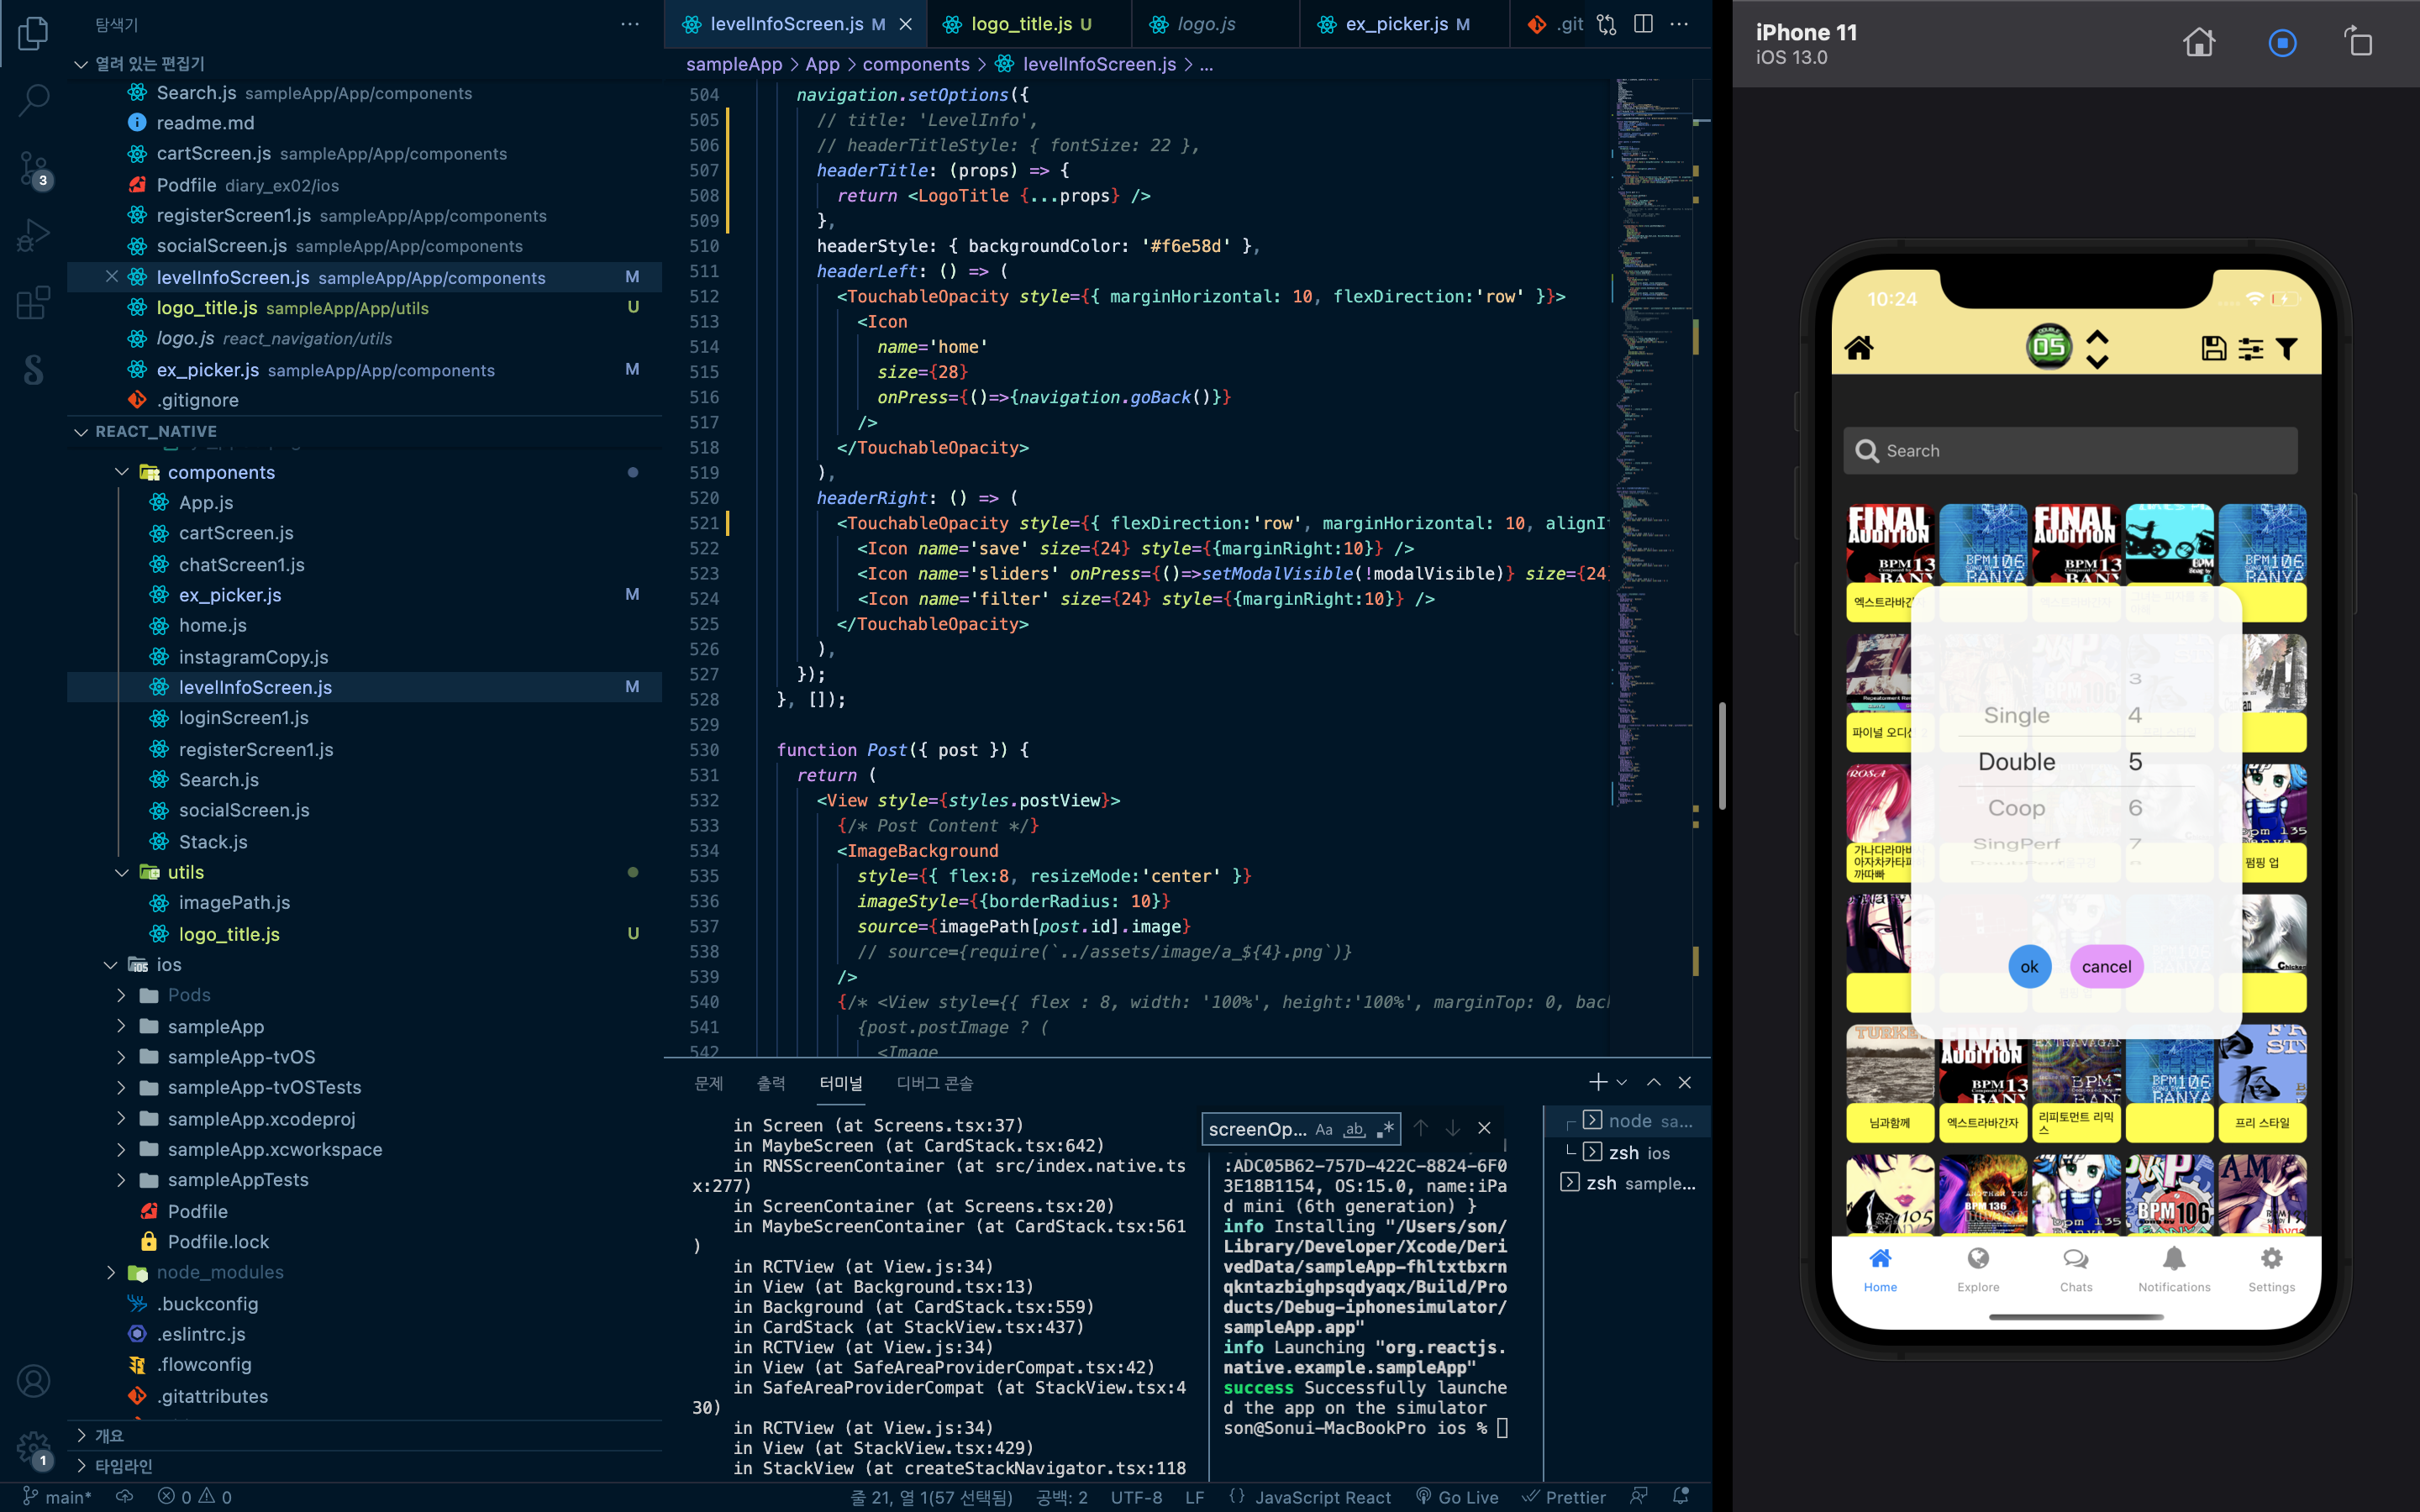 탐색기
열려 있는 편집기
Search.js sampleApp/App/components
readme.md
cartScreen.js sampleApp/App/components
Podfile diary_ex02/ios
registerScreen1.js sampleApp/App/components
socialScreen.js sampleApp/App/components
levelInfoScreen.js sampleApp/App/components M
logo_title.js sampleApp/App/utils U
logo.js react_navigation/utils
ex_picker.js sampleApp/App/components M
.gitignore
REACT_NATIVE
components
App.js
cartScreen.js
chatScreen1.js
ex_picker.js M
home.js
instagramCopy.js
levelInfoScreen.js M
loginScreen1.js
registerScreen1.js
Search.js
socialScreen.js
Stack.js
utils
imagePath.js
logo_title.js U
ios
Pods
sampleApp
sampleApp-tvOS
sampleApp-tvOSTests
sampleApp.xcodeproj
sampleApp.xcworkspace
sampleAppTests
Podfile
Podfile.lock
node_modules
.buckconfig
.eslintrc.js
.flowconfig
.gitattributes
개요
타임라인
3
1
levelInfoScreen.js M
logo_title.js U
logo.js
ex_picker.js M
.git
sampleApp > App > components > levelInfoScreen.js > ...
504 navigation.setOptions({
505 // title: 'LevelInfo',
506 // headerTitleStyle: { fontSize: 22 },
507 headerTitle: (props) => {
508 return <LogoTitle {...props} />
509 },
510 headerStyle: { backgroundColor: '#f6e58d' },
511 headerLeft: () => (
512 <TouchableOpacity style={{ marginHorizontal: 10, flexDirection:'row' }}>
513 <Icon
514 name='home'
515 size={28}
516 onPress={()=>{navigation.goBack()}}
517 />
518 </TouchableOpacity>
519 ),
520 headerRight: () => (
521 <TouchableOpacity style={{ flexDirection:'row', marginHorizontal: 10, alignI
522 <Icon name='save' size={24} style={{marginRight:10}} />
523 <Icon name='sliders' onPress={()=>setModalVisible(!modalVisible)} size={24
524 <Icon name='filter' size={24} style={{marginRight:10}} />
525 </TouchableOpacity>
526 ),
527 });
528 }, []);
529
530 function Post({ post }) {
531 return (
532 <View style={styles.postView}>
533 {/* Post Content */}
534 <ImageBackground
535 style={{ flex:8, resizeMode:'center' }}
536 imageStyle={{borderRadius: 10}}
537 source={imagePath[post.id].image}
538 // source={require(`../assets/image/a_${4}.png`)}
539 />
540 {/* <View style={{ flex : 8, width: '100%', height:'100%', marginTop: 0, bac
541 {post.postImage ? (
542 <Image
문제 출력 터미널 디버그 콘솔
in Screen (at Screens.tsx:37)
in MaybeScreen (at CardStack.tsx:642)
in RNSScreenContainer (at src/index.native.ts
x:277)
in ScreenContainer (at Screens.tsx:20)
in MaybeScreenContainer (at CardStack.tsx:561
)
in RCTView (at View.js:34)
in View (at Background.tsx:13)
in Background (at CardStack.tsx:559)
in CardStack (at StackView.tsx:437)
in RCTView (at View.js:34)
in View (at SafeAreaProviderCompat.tsx:42)
in SafeAreaProviderCompat (at StackView.tsx:4
30)
in RCTView (at View.js:34)
in View (at StackView.tsx:429)
in StackView (at createStackNavigator.tsx:118
screenOp... Aa ab .*
:ADC05B62-757D-422C-8824-6F0
3E18B1154, OS:15.0, name:iPa
d mini (6th generation) }
info Installing "/Users/son/
Library/Developer/Xcode/Deri
vedData/sampleApp-fhltxtbxrn
qkntazbighpsqdyaqx/Build/Pro
ducts/Debug-iphonesimulator/
sampleApp.app"
info Launching "org.reactjs.
native.example.sampleApp"
success Successfully launche
d the app on the simulator
son@Sonui-MacBookPro ios %
node sa...
zsh ios
zsh sample...
main* 0 0
줄 21, 열 1(57 선택됨) 공백: 2 UTF-8 LF {} JavaScript React Go Live Prettier
iPhone 11
iOS 13.0
10:24
DOUBLE
05
Search
FINAL AUDITION
BPM106 BANYA
FINAL AUDITION
BPM106 BANYA
엑스트라바간
파이널 오디션
가나다라마바
아자차카타파
까따빠
펌핑 업
3
Single 4
Double 5
Coop 6
SingPerf 7
ok cancel
TURKE
님과함께
엑스트라바간자
리피토먼트 리믹
스
프리 스타일
BPM 136
Bpm 135
BPM106
Home
Explore
Chats
Notifications
Settings